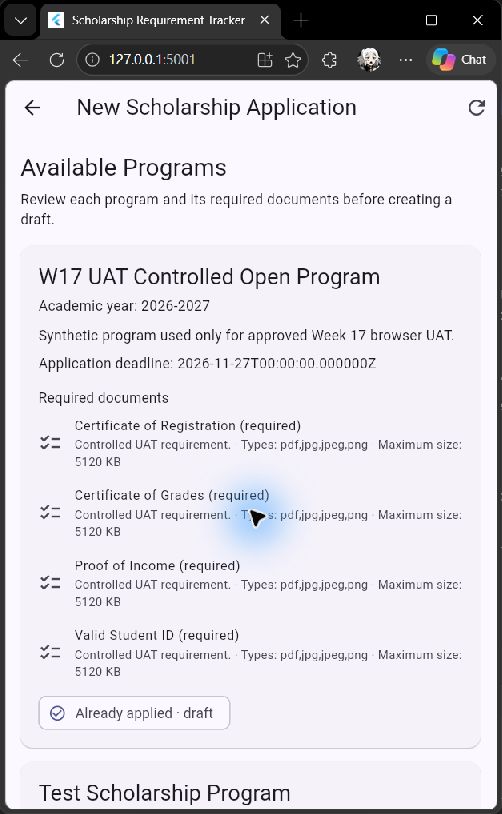 Scholarship Requirement Tracker
127.0.0.1:5001
Chat
New Scholarship Application
Available Programs
Review each program and its required documents before creating a
draft.
W17 UAT Controlled Open Program
Academic year: 2026-2027
Synthetic program used only for approved Week 17 browser UAT.
Application deadline: 2026-11-27T00:00:00.000000Z
Required documents
Certificate of Registration (required)
Controlled UAT requirement. · Types: pdf,jpg,jpeg,png · Maximum size:
5120 KB
Certificate of Grades (required)
Controlled UAT requirement. · Types: pdf,jpg,jpeg,png · Maximum size:
5120 KB
Proof of Income (required)
Controlled UAT requirement. · Types: pdf,jpg,jpeg,png · Maximum size:
5120 KB
Valid Student ID (required)
Controlled UAT requirement. · Types: pdf,jpg,jpeg,png · Maximum size:
5120 KB
Already applied · draft
Test Scholarship Program